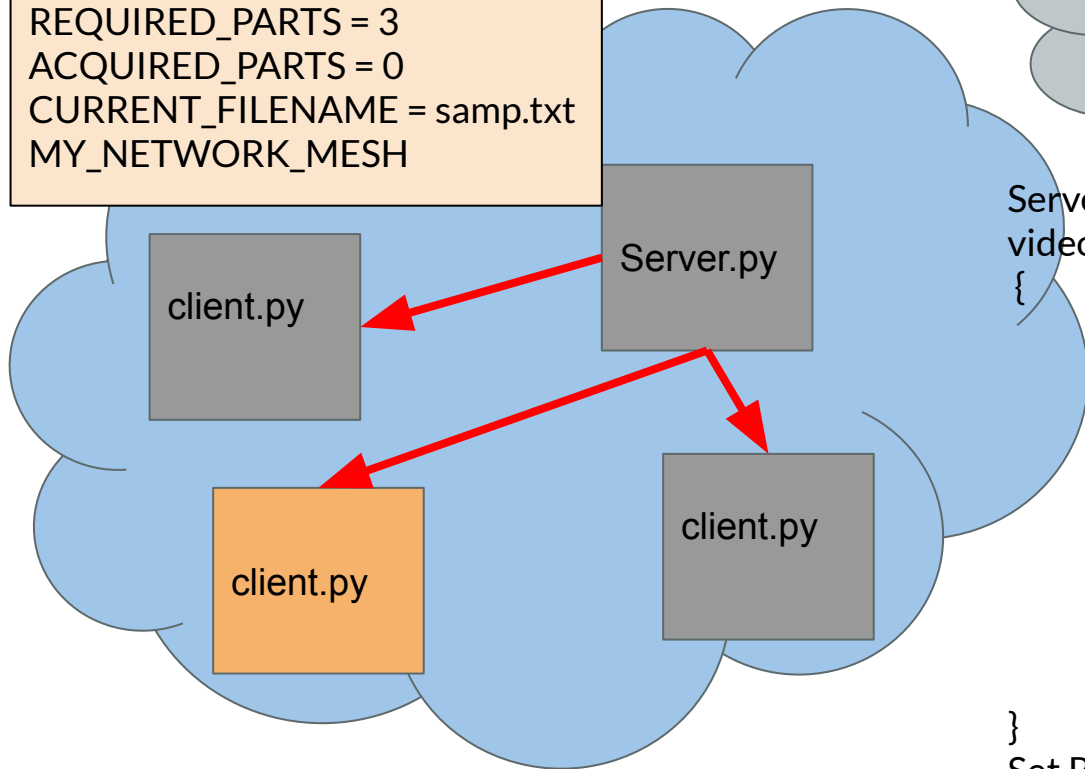 REQUIRED_PARTS = 3
ACQUIRED_PARTS = 0
CURRENT_FILENAME = samp.txt
MY_NETWORK_MESH
Server.py
client.py
client.py
client.py
{
}